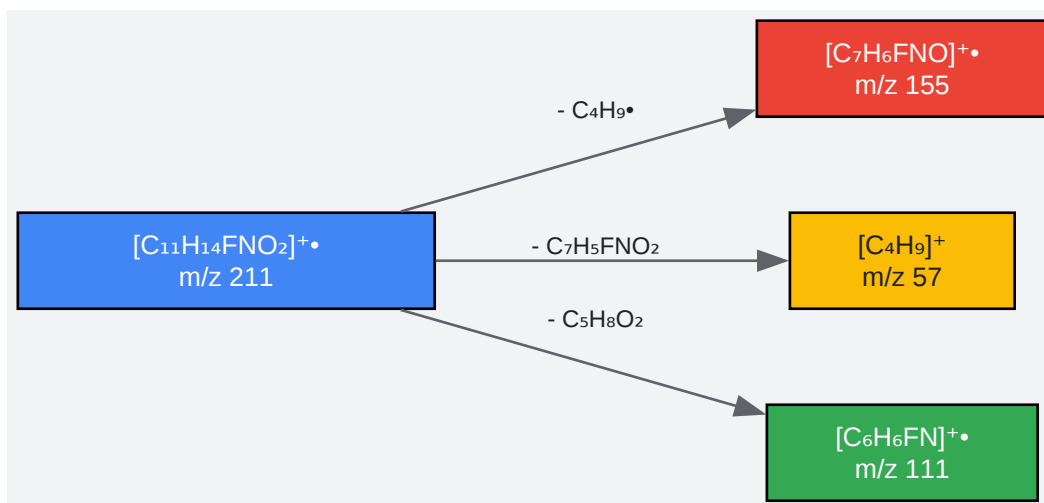 [C₇H₆FNO]⁺•
m/z 155
- C₄H₉•
[C₁₁H₁₄FNO₂]⁺•
m/z 211
- C₇H₅FNO₂
[C₄H₉]⁺
m/z 57
- C₅H₈O₂
[C₆H₆FN]⁺•
m/z 111